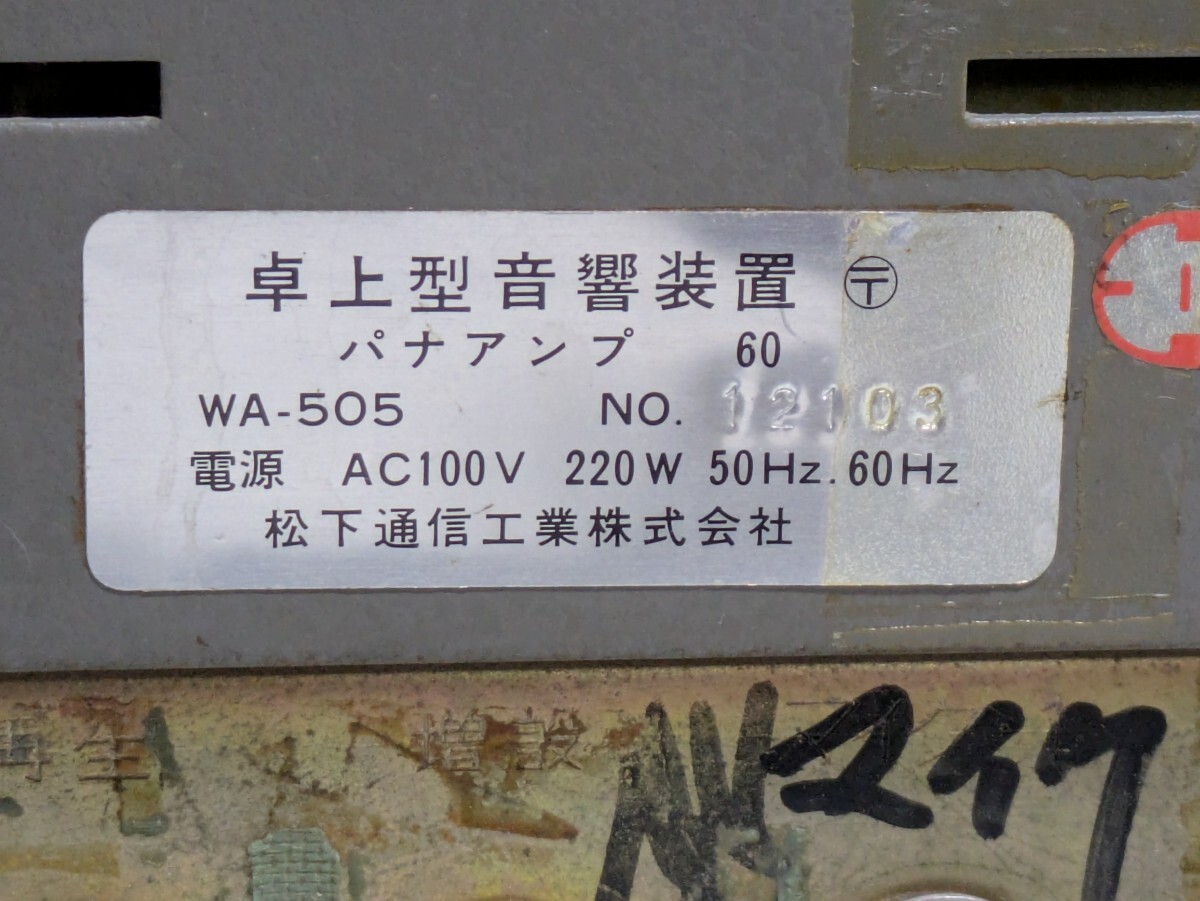 卓上型音響装置 〒
パナアンプ 60
WA-505 NO. 12103
電源 AC100V 220W 50Hz. 60Hz
松下通信工業株式会社
再生 増設
マイク